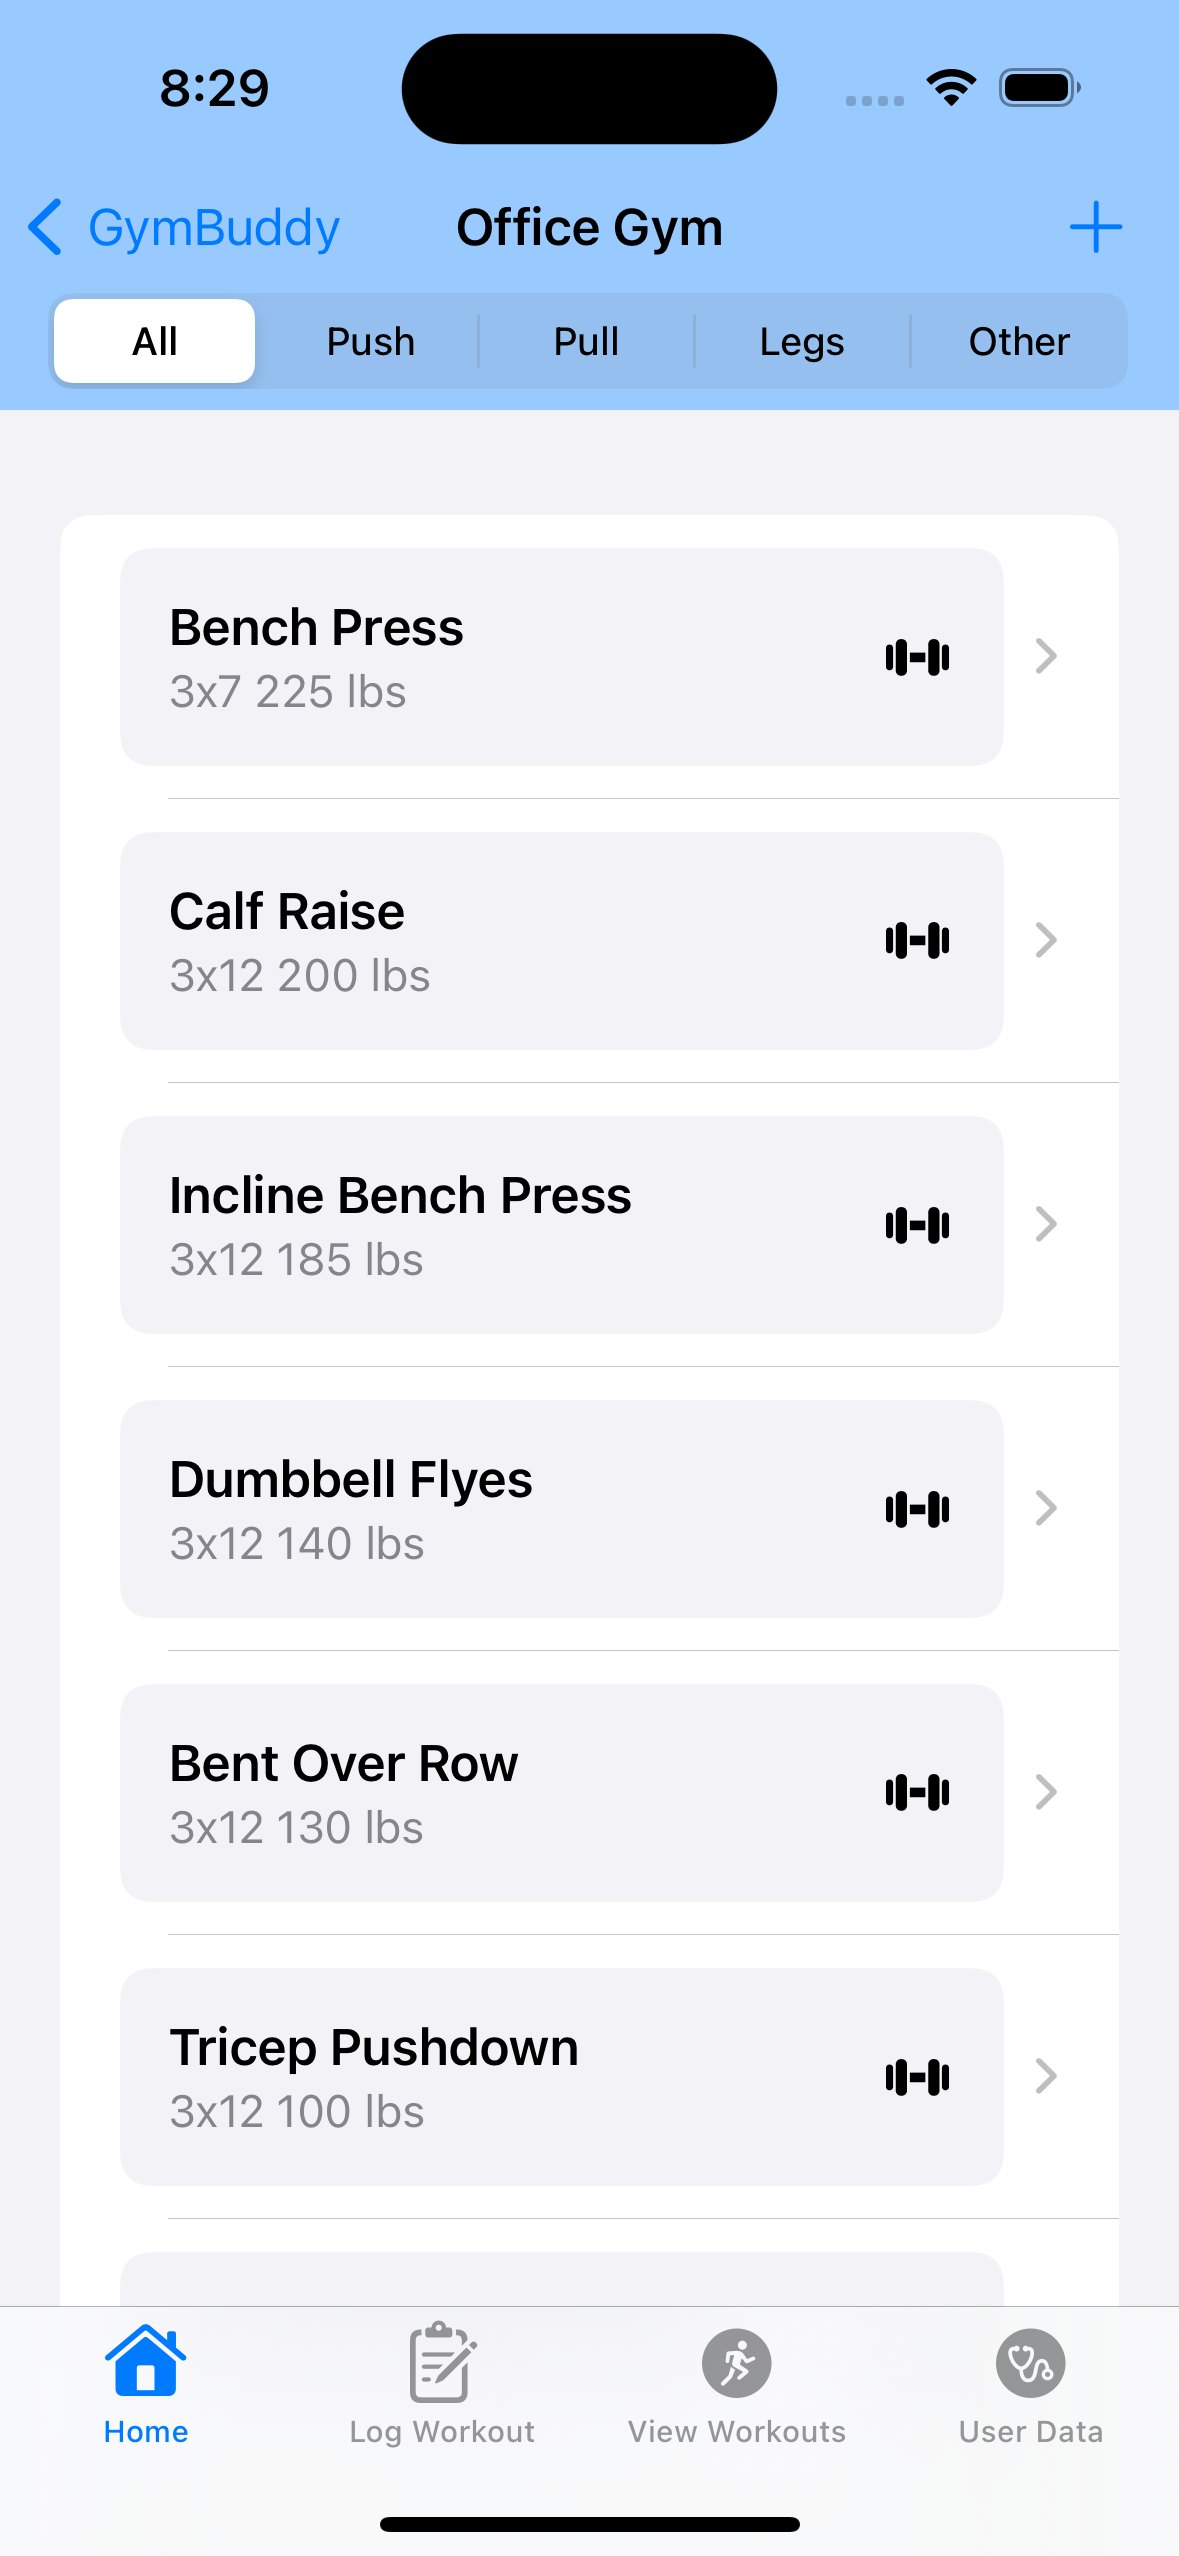 8:29
GymBuddy
Office Gym
All Push Pull Legs Other
Bench Press
3x7 225 lbs
Calf Raise
3x12 200 lbs
Incline Bench Press
3x12 185 lbs
Dumbbell Flyes
3x12 140 lbs
Bent Over Row
3x12 130 lbs
Tricep Pushdown
3x12 100 lbs
Home Log Workout View Workouts User Data